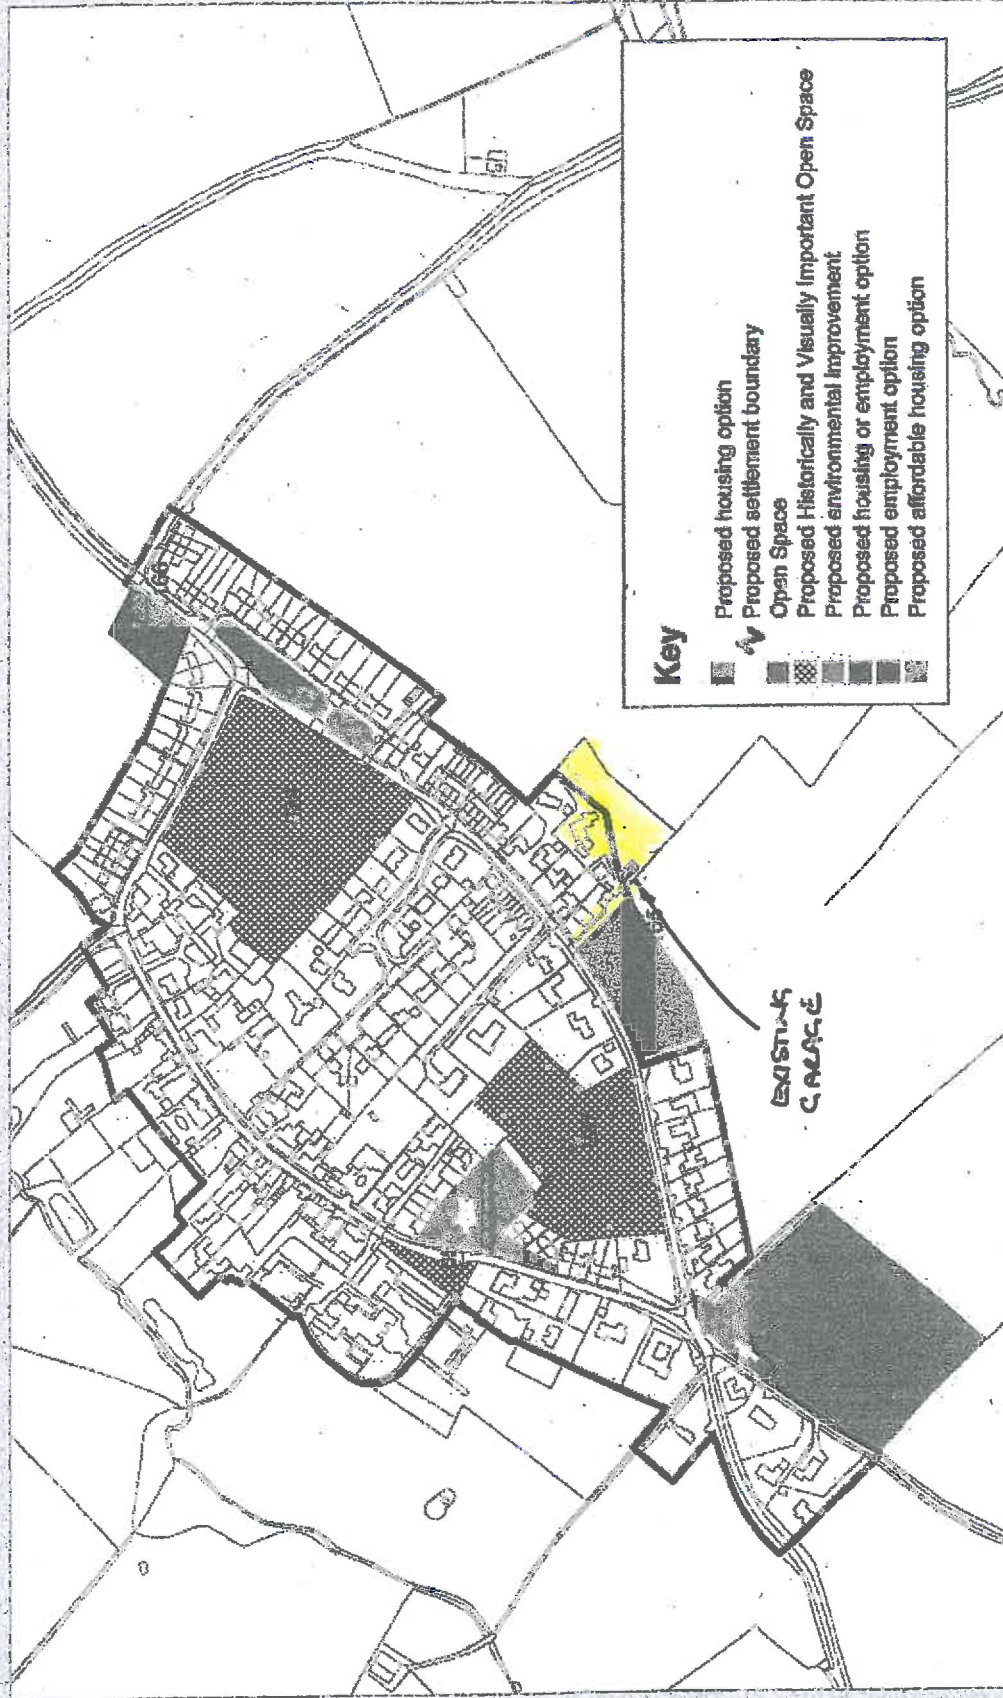 Key
Proposed housing option
Proposed settlement boundary
Open Space
Proposed Historically and Visually Important Open Space
Proposed environmental improvement
Proposed housing or employment option
Proposed employment option
Proposed affordable housing option
EXISTING
GARAGE